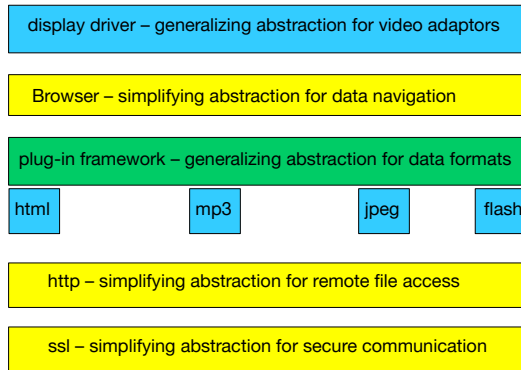 display driver – generalizing abstraction for video adaptors
Browser – simplifying abstraction for data navigation
plug-in framework – generalizing abstraction for data formats
html mp3 jpeg flash
http – simplifying abstraction for remote file access
ssl – simplifying abstraction for secure communication